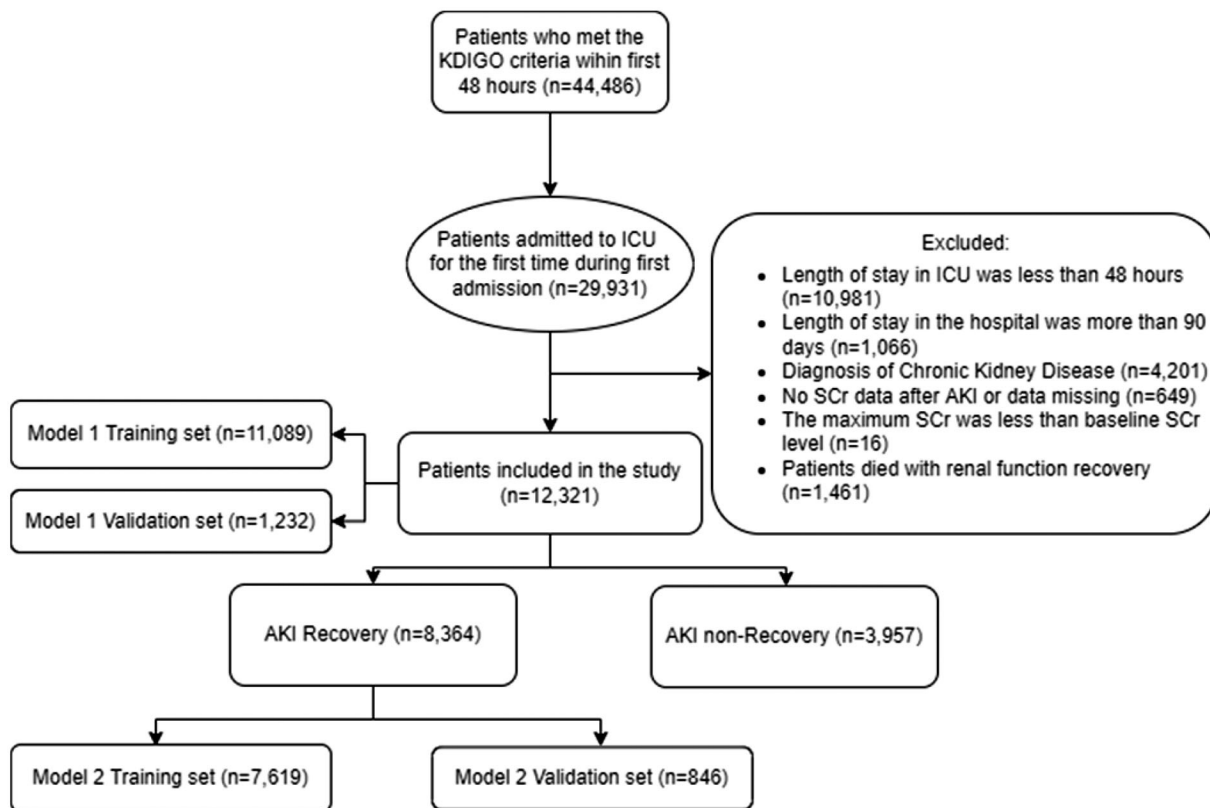 Patients who met the
KDIGO criteria wihin first
48 hours (n=44,486)
Patients admitted to ICU
for the first time during first
admission (n=29,931)
Excluded:
• Length of stay in ICU was less than 48 hours
(n=10,981)
• Length of stay in the hospital was more than 90
days (n=1,066)
• Diagnosis of Chronic Kidney Disease (n=4,201)
• No SCr data after AKI or data missing (n=649)
• The maximum SCr was less than baseline SCr
level (n=16)
• Patients died with renal function recovery
(n=1,461)
Model 1 Training set (n=11,089)
Model 1 Validation set (n=1,232)
Patients included in the study
(n=12,321)
AKI Recovery (n=8,364)
AKI non-Recovery (n=3,957)
Model 2 Training set (n=7,619)
Model 2 Validation set (n=846)